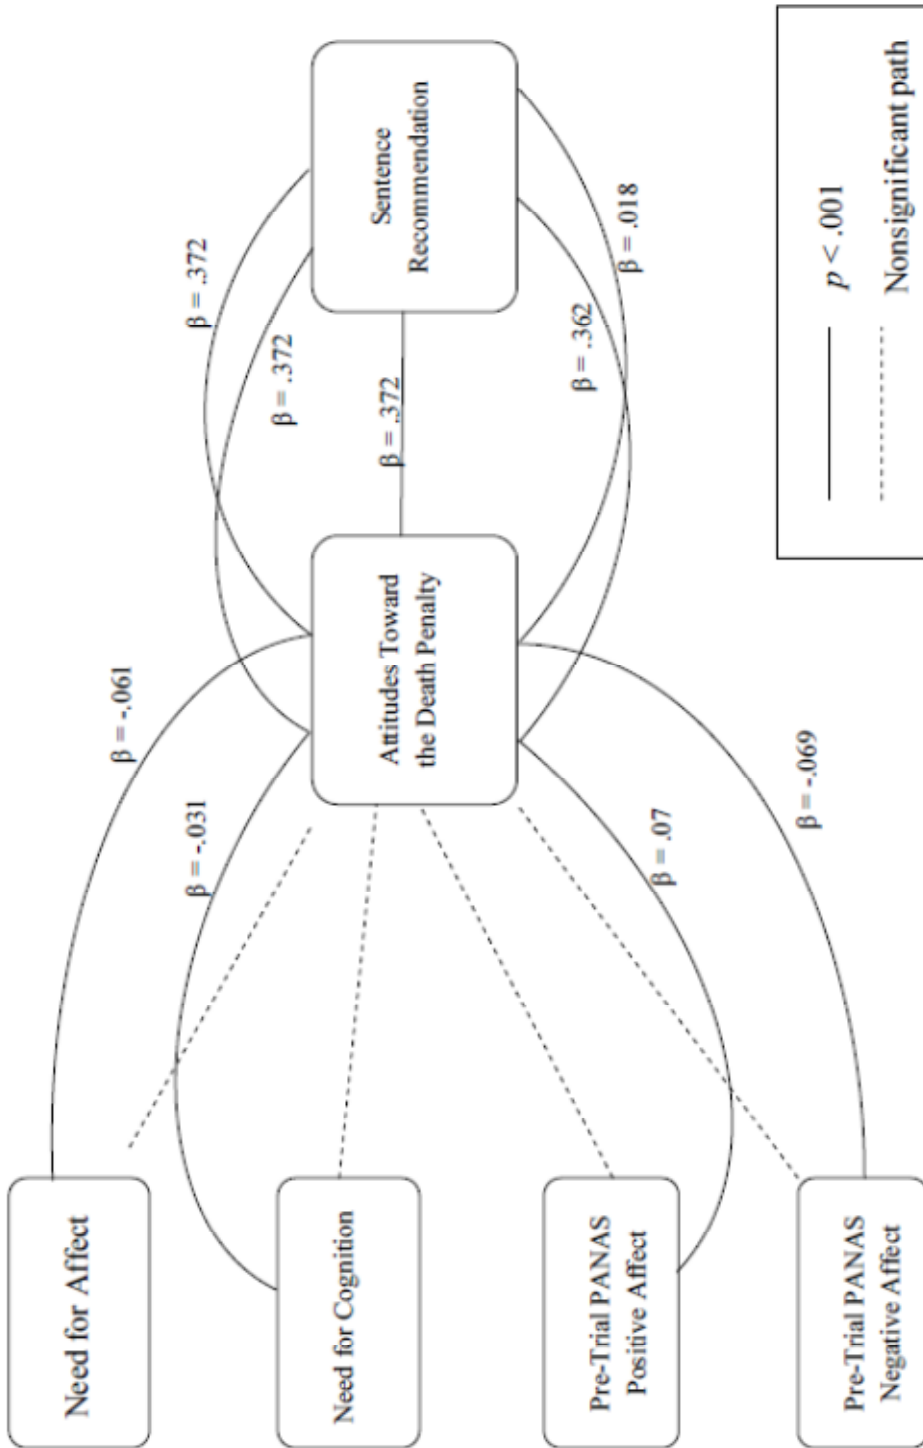 Need for Affect
Need for Cognition
Pre-Trial PANAS
Positive Affect
Pre-Trial PANAS
Negative Affect
β = -.061
β = -.031
β = .07
β = -.069
Attitudes Toward
the Death Penalty
β = .372
β = .372
β = .372
β = .362
β = .018
Sentence
Recommendation
p < .001
Nonsignificant path